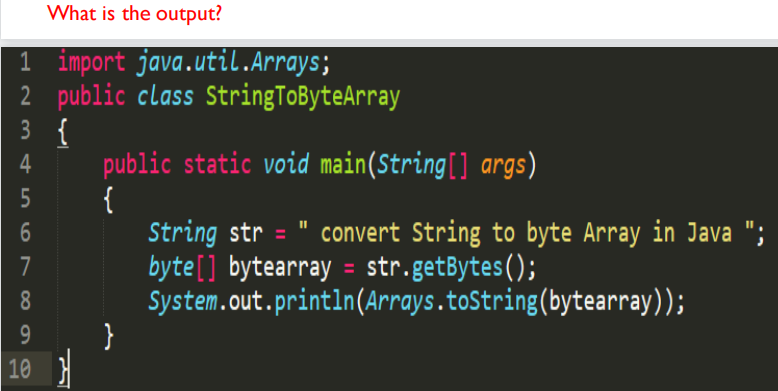 What is the output?
1 import java.util.Arrays;
2 public class StringToByteArray
3 {
4 public static void main(String[] args)
5 {
6 String str = " convert String to byte Array in Java ";
7 byte[] bytearray = str.getBytes();
8 System.out.println(Arrays.toString(bytearray));
9 }
10 }